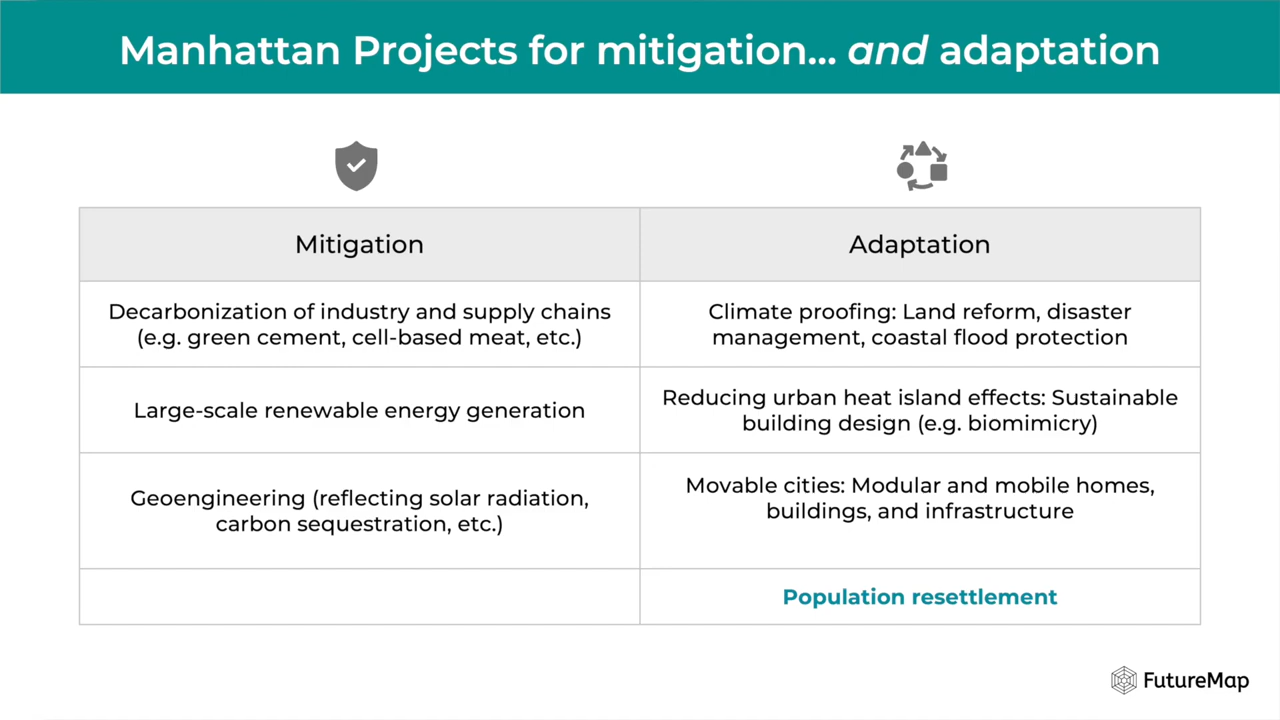 Manhattan Projects for mitigation... and adaptation
Mitigation
Adaptation
Decarbonization of industry and supply chains
(e.g. green cement, cell-based meat, etc.)
Climate proofing: Land reform, disaster
management, coastal flood protection
Large-scale renewable energy generation
Reducing urban heat island effects: Sustainable
building design (e.g. biomimicry)
Geoengineering (reflecting solar radiation,
carbon sequestration, etc.)
Movable cities: Modular and mobile homes,
buildings, and infrastructure
Population resettlement
FutureMap